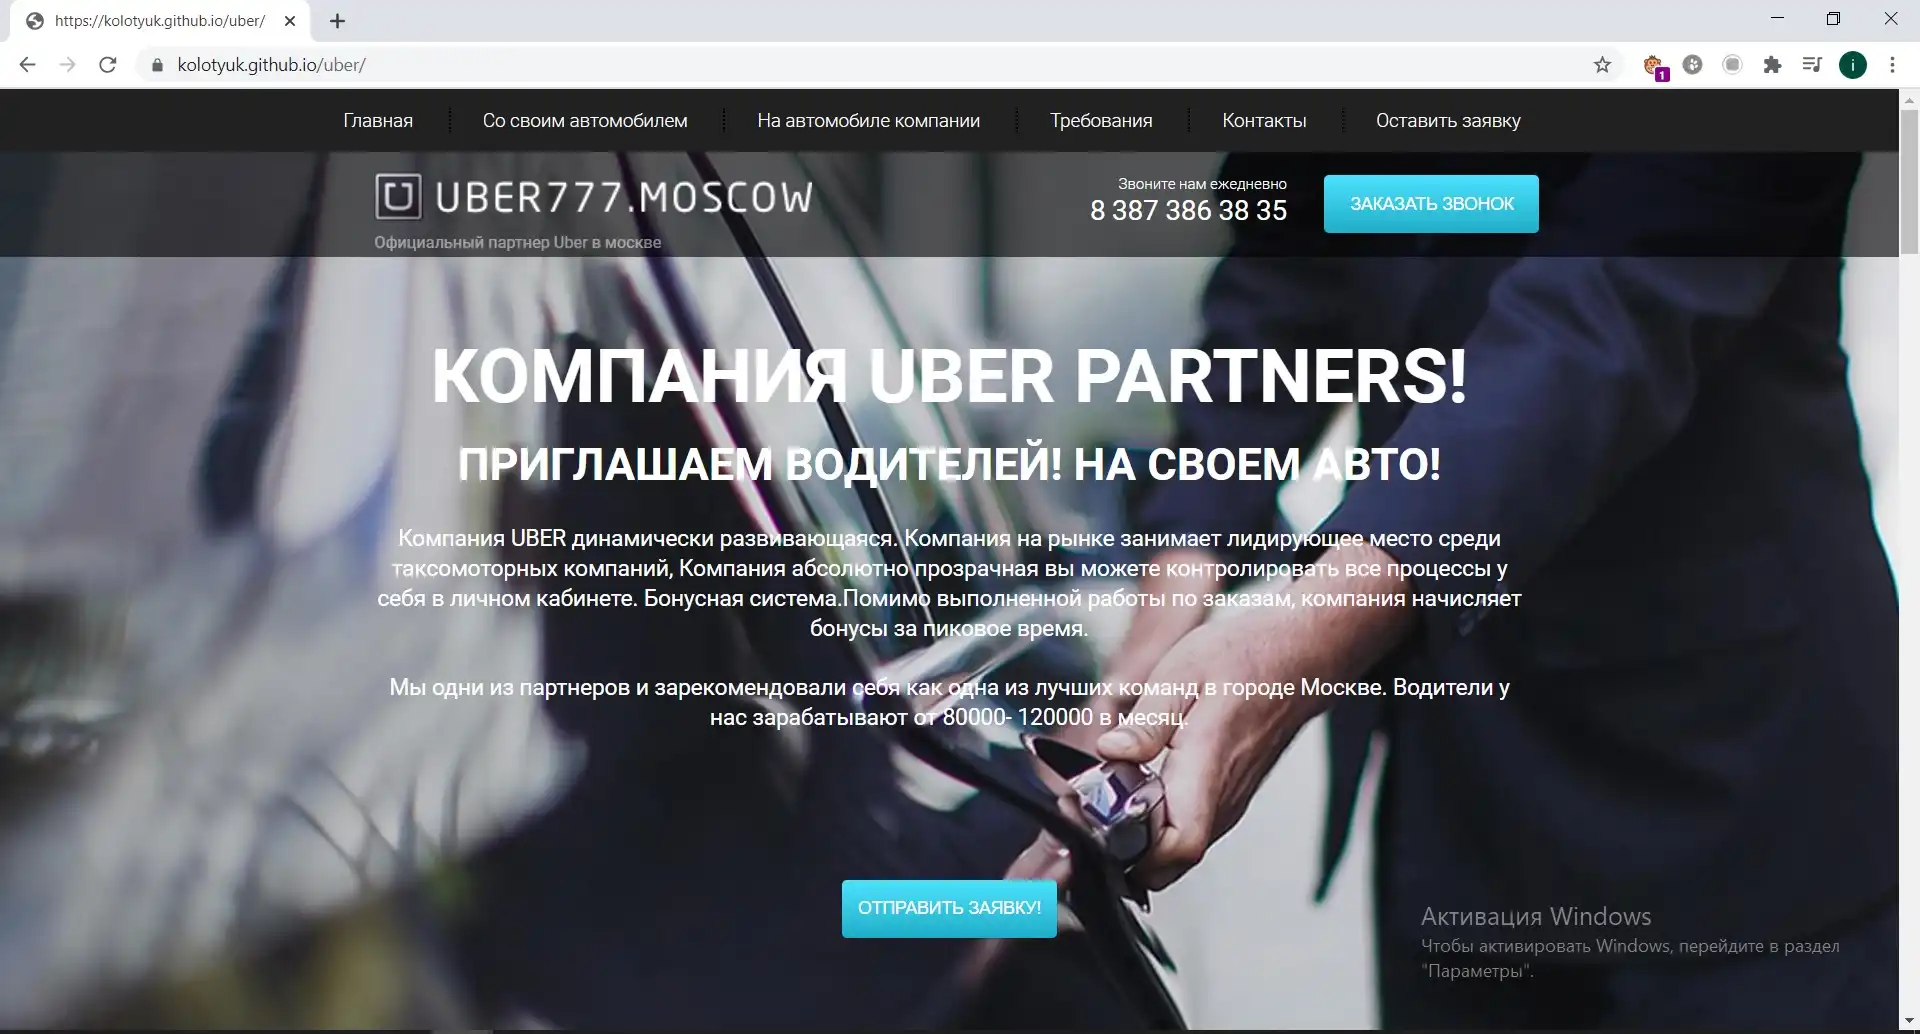 https://kolotyuk.github.io/uber/
kolotyuk.github.io/uber/
1
i
Главная
Со своим автомобилем
На автомобиле компании
Требования
Контакты
Оставить заявку
UBER777.MOSCOW
Официальный партнер Uber в москве
Звоните нам ежедневно
8 387 386 38 35
ЗАКАЗАТЬ ЗВОНОК
КОМПАНИЯ UBER PARTNERS!
ПРИГЛАШАЕМ ВОДИТЕЛЕЙ! НА СВОЕМ АВТО!
Компания UBER динамически развивающаяся. Компания на рынке занимает лидирующее место среди
таксомоторных компаний, Компания абсолютно прозрачная вы можете контролировать все процессы у
себя в личном кабинете. Бонусная система.Помимо выполненной работы по заказам, компания начисляет
бонусы за пиковое время.
Мы одни из партнеров и зарекомендовали себя как одна из лучших команд в городе Москве. Водители у
нас зарабатывают от 80000- 120000 в месяц.
ОТПРАВИТЬ ЗАЯВКУ!
Активация Windows
Чтобы активировать Windows, перейдите в раздел
"Параметры".